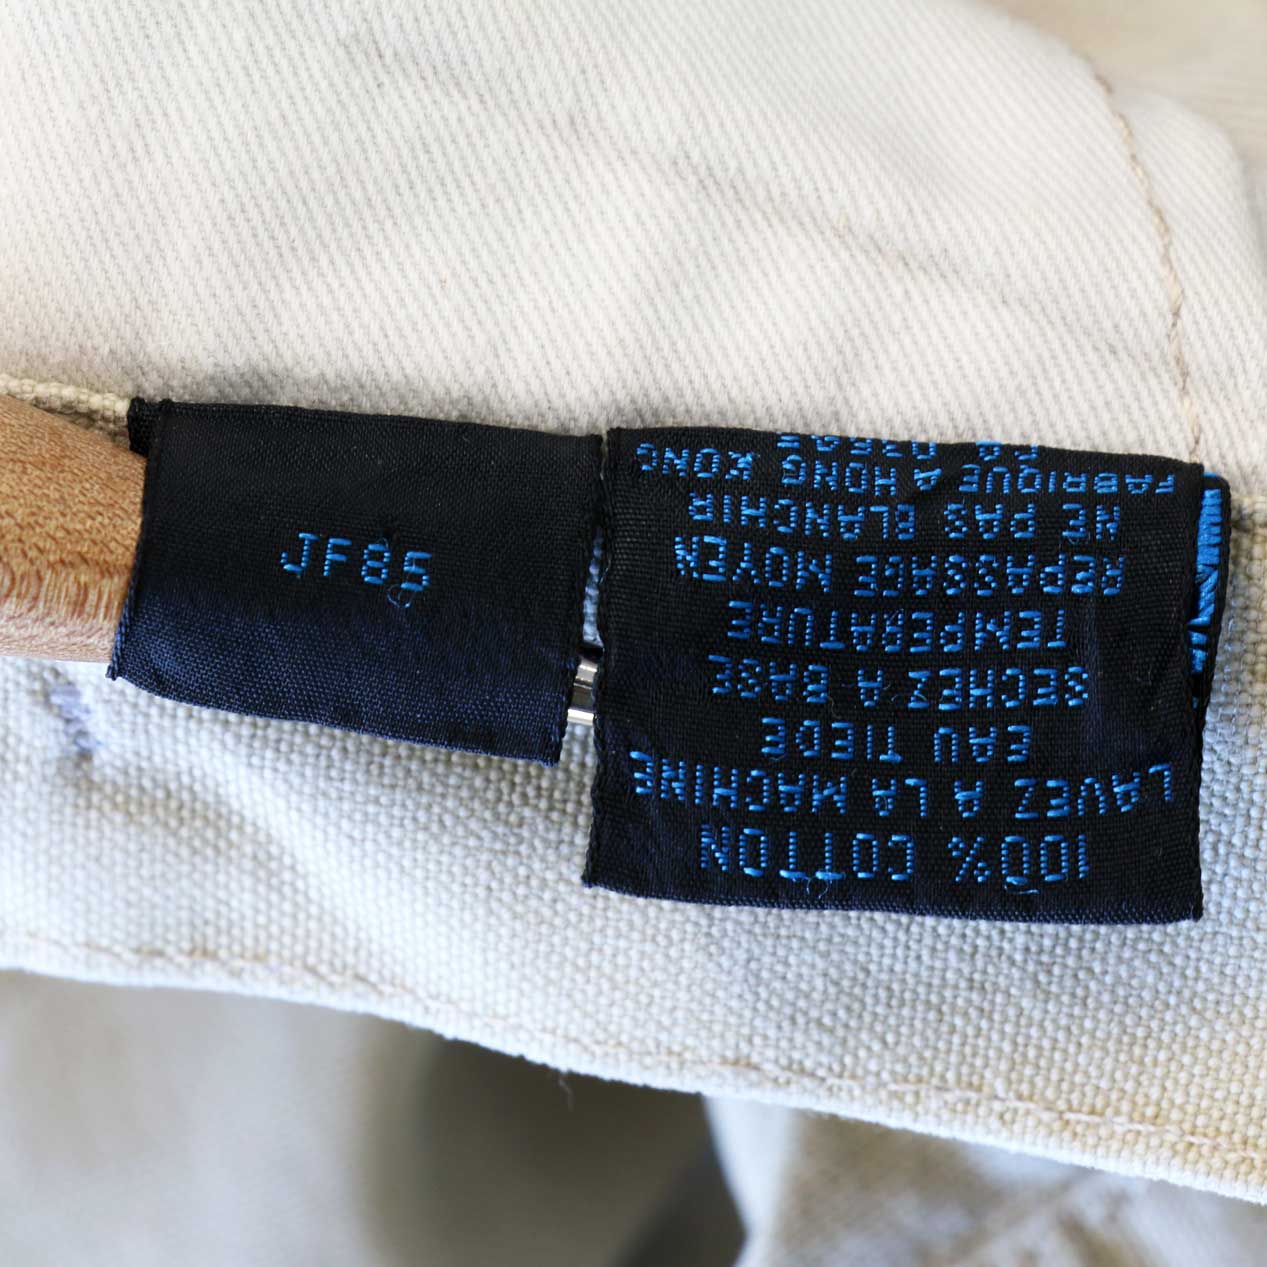 JF85
100% COTTON
LAVEZ A LA MACHINE
EAU TIEDE
SECHEZ A BASE
TEMPERATURE
REPASSAGE MOYEN
NE PAS BLANCHIR
FABRIQUE A HONG KONG